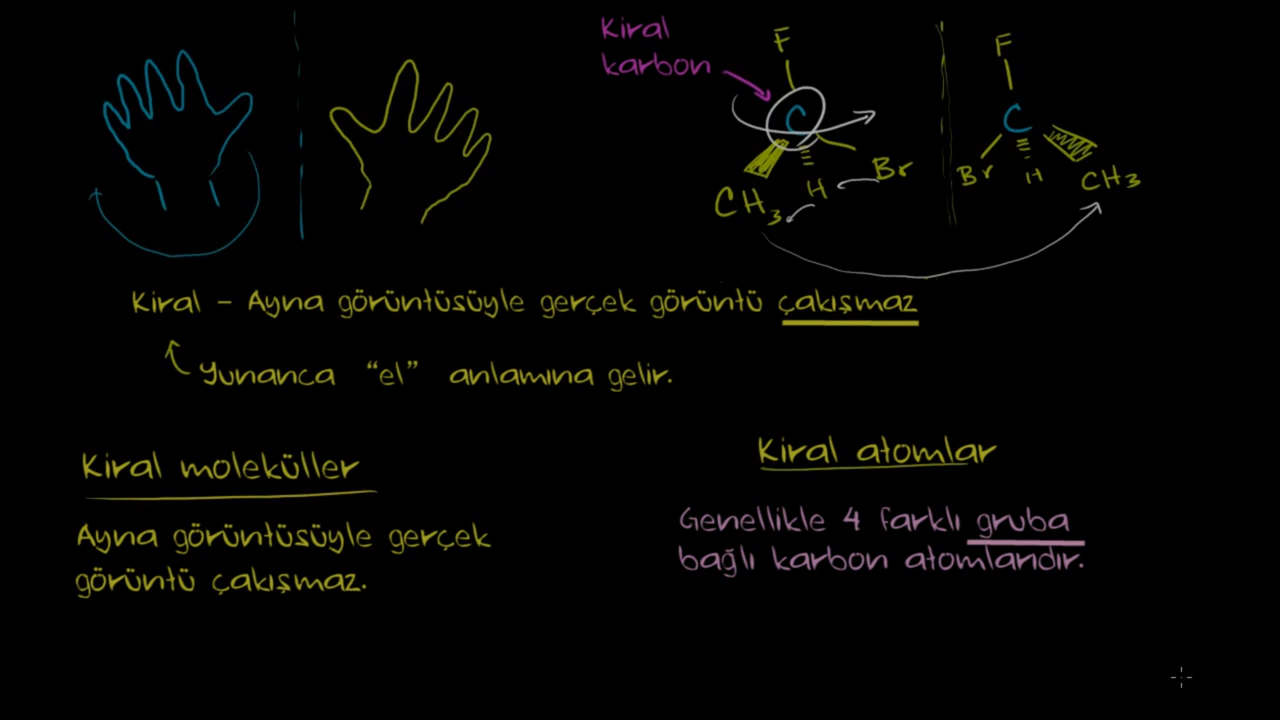 Kiral
karbon
F
C
CH3
H
Br
F
C
Br
H
CH3
Kiral - Ayna görüntüsüyle gerçek görüntü çakışmaz
Yunanca "el" anlamına gelir.
Kiral moleküller
Ayna görüntüsüyle gerçek
görüntü çakışmaz.
Kiral atomlar
Genellikle 4 farklı gruba
bağlı karbon atomlarıdır.